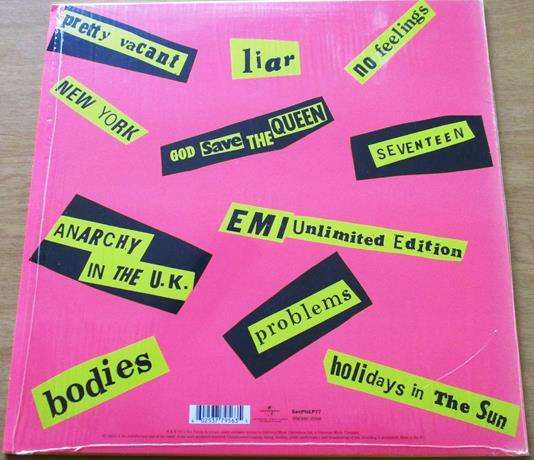 pretty vacant
liar
no feelings
NEW YORK
GOD Save THE QUEEN
SEVENTEEN
ANARCHY
IN THE U.K.
EMI Unlimited Edition
problems
bodies
holidays in The Sun
SexPisLP77